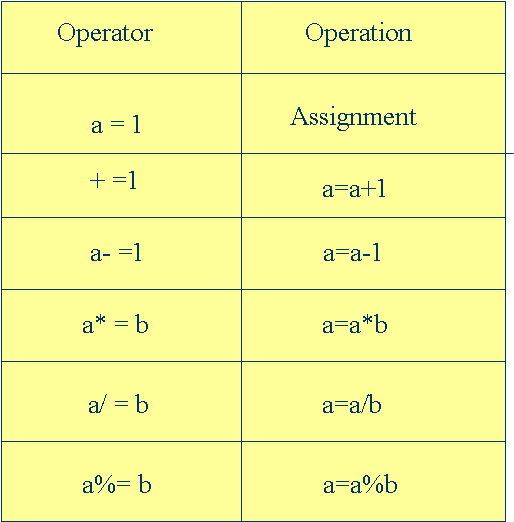 Operator Operation
a = 1 Assignment
+ =1 a=a+1
a- =1 a=a-1
a* = b a=a*b
a/ = b a=a/b
a%= b a=a%b